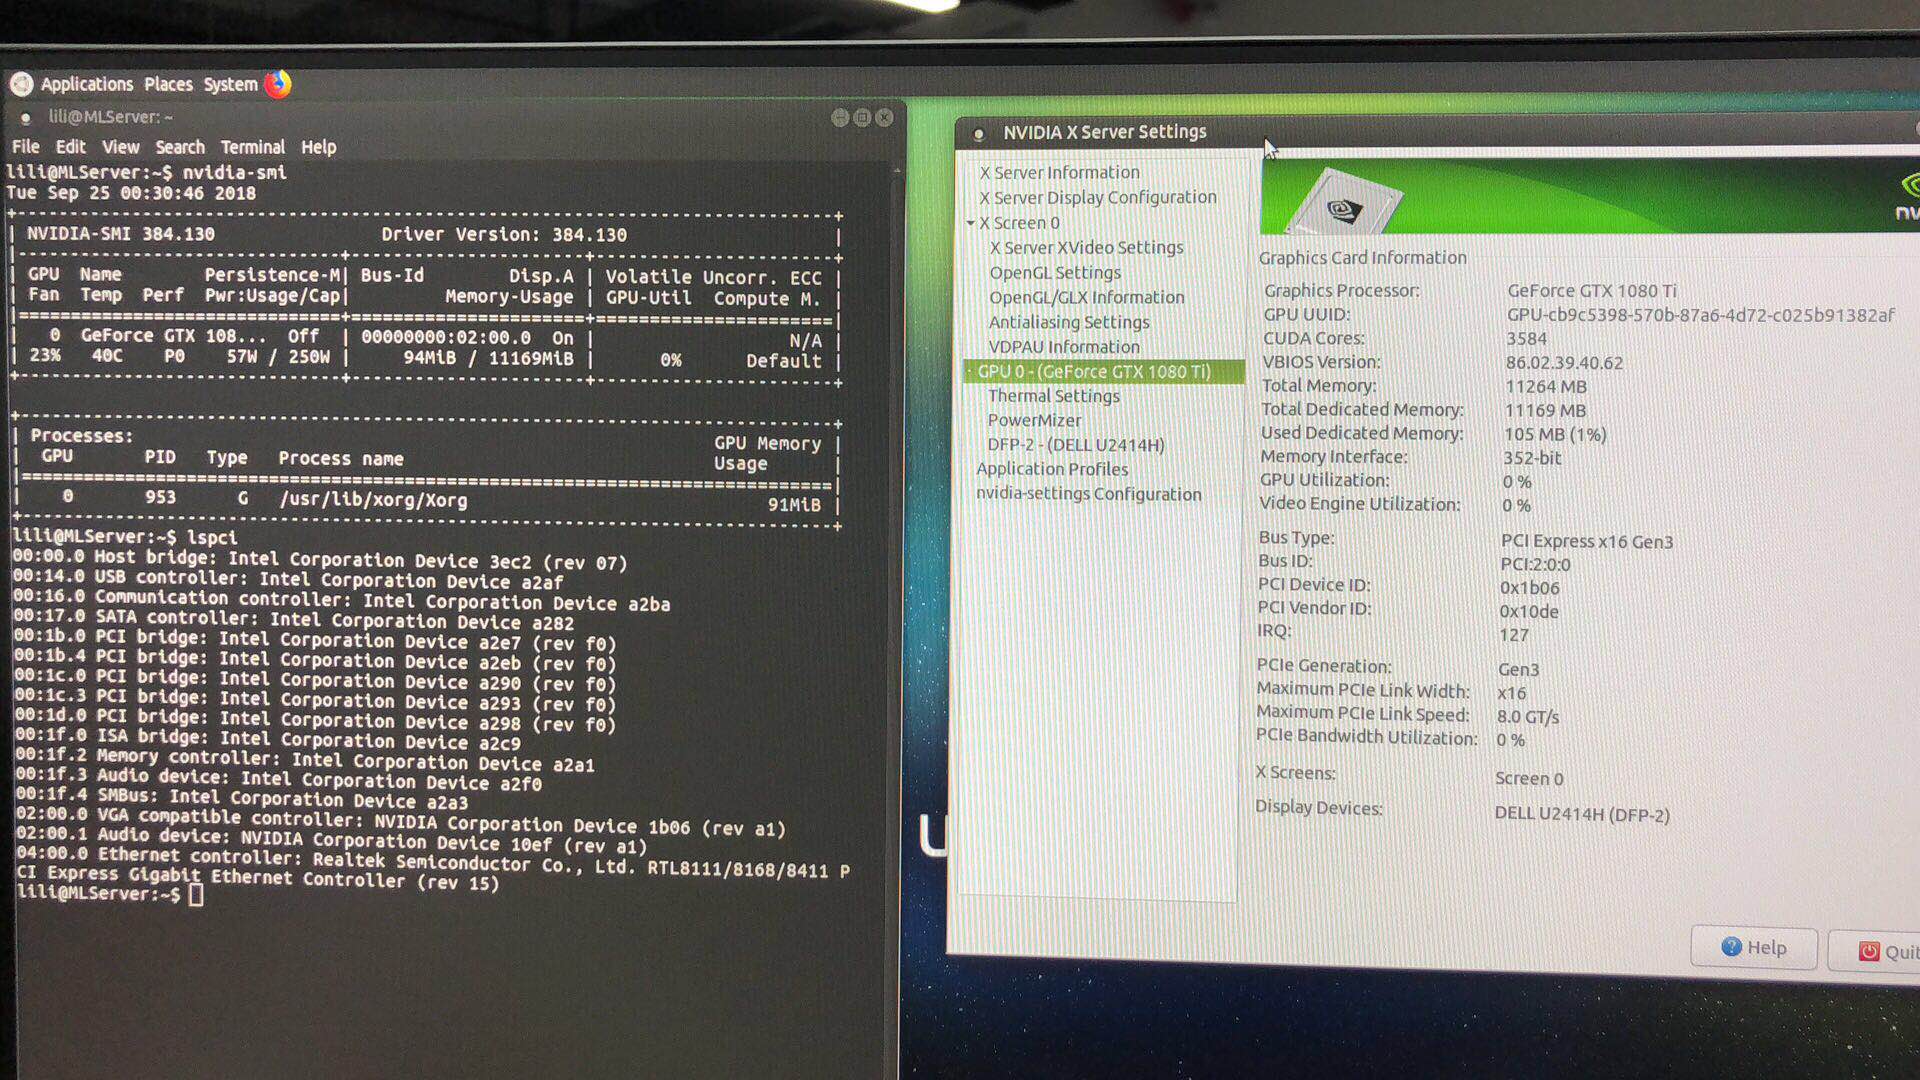 Applications Places System
lili@MLServer: ~
File Edit View Search Terminal Help
lili@MLServer:~$ nvidia-smi
Tue Sep 25 00:30:46 2018
NVIDIA-SMI 384.130 Driver Version: 384.130
GPU Name Persistence-M| Bus-Id Disp.A | Volatile Uncorr. ECC |
Fan Temp Perf Pwr:Usage/Cap| Memory-Usage | GPU-Util Compute M. |
0 GeForce GTX 108... Off | 00000000:02:00.0 On | N/A |
23% 40C P0 57W / 250W | 94MiB / 11169MiB | 0% Default |
Processes: GPU Memory |
GPU PID Type Process name Usage |
0 953 G /usr/lib/xorg/Xorg 91MiB |
lili@MLServer:~$ lspci
00:00.0 Host bridge: Intel Corporation Device 3ec2 (rev 07)
00:14.0 USB controller: Intel Corporation Device a2af
00:16.0 Communication controller: Intel Corporation Device a2ba
00:17.0 SATA controller: Intel Corporation Device a282
00:1b.0 PCI bridge: Intel Corporation Device a2e7 (rev f0)
00:1b.4 PCI bridge: Intel Corporation Device a2eb (rev f0)
00:1c.0 PCI bridge: Intel Corporation Device a290 (rev f0)
00:1c.3 PCI bridge: Intel Corporation Device a293 (rev f0)
00:1d.0 PCI bridge: Intel Corporation Device a298 (rev f0)
00:1f.0 ISA bridge: Intel Corporation Device a2c9
00:1f.2 Memory controller: Intel Corporation Device a2a1
00:1f.3 Audio device: Intel Corporation Device a2f0
00:1f.4 SMBus: Intel Corporation Device a2a3
02:00.0 VGA compatible controller: NVIDIA Corporation Device 1b06 (rev a1)
02:00.1 Audio device: NVIDIA Corporation Device 10ef (rev a1)
04:00.0 Ethernet controller: Realtek Semiconductor Co., Ltd. RTL8111/8168/8411 P
CI Express Gigabit Ethernet Controller (rev 15)
lili@MLServer:~$
NVIDIA X Server Settings
X Server Information
X Server Display Configuration
X Screen 0
X Server XVideo Settings
OpenGL Settings
OpenGL/GLX Information
Antialiasing Settings
VDPAU Information
GPU 0 - (GeForce GTX 1080 Ti)
Thermal Settings
PowerMizer
DFP-2 - (DELL U2414H)
Application Profiles
nvidia-settings Configuration
Graphics Card Information
Graphics Processor: GeForce GTX 1080 Ti
GPU UUID: GPU-cb9c5398-570b-87a6-4d72-c025b91382af
CUDA Cores: 3584
VBIOS Version: 86.02.39.40.62
Total Memory: 11264 MB
Total Dedicated Memory: 11169 MB
Used Dedicated Memory: 105 MB (1%)
Memory Interface: 352-bit
GPU Utilization: 0 %
Video Engine Utilization: 0 %
Bus Type: PCI Express x16 Gen3
Bus ID: PCI:2:0:0
PCI Device ID: 0x1b06
PCI Vendor ID: 0x10de
IRQ: 127
PCIe Generation: Gen3
Maximum PCIe Link Width: x16
Maximum PCIe Link Speed: 8.0 GT/s
PCIe Bandwidth Utilization: 0 %
X Screens: Screen 0
Display Devices: DELL U2414H (DFP-2)
Help
Quit